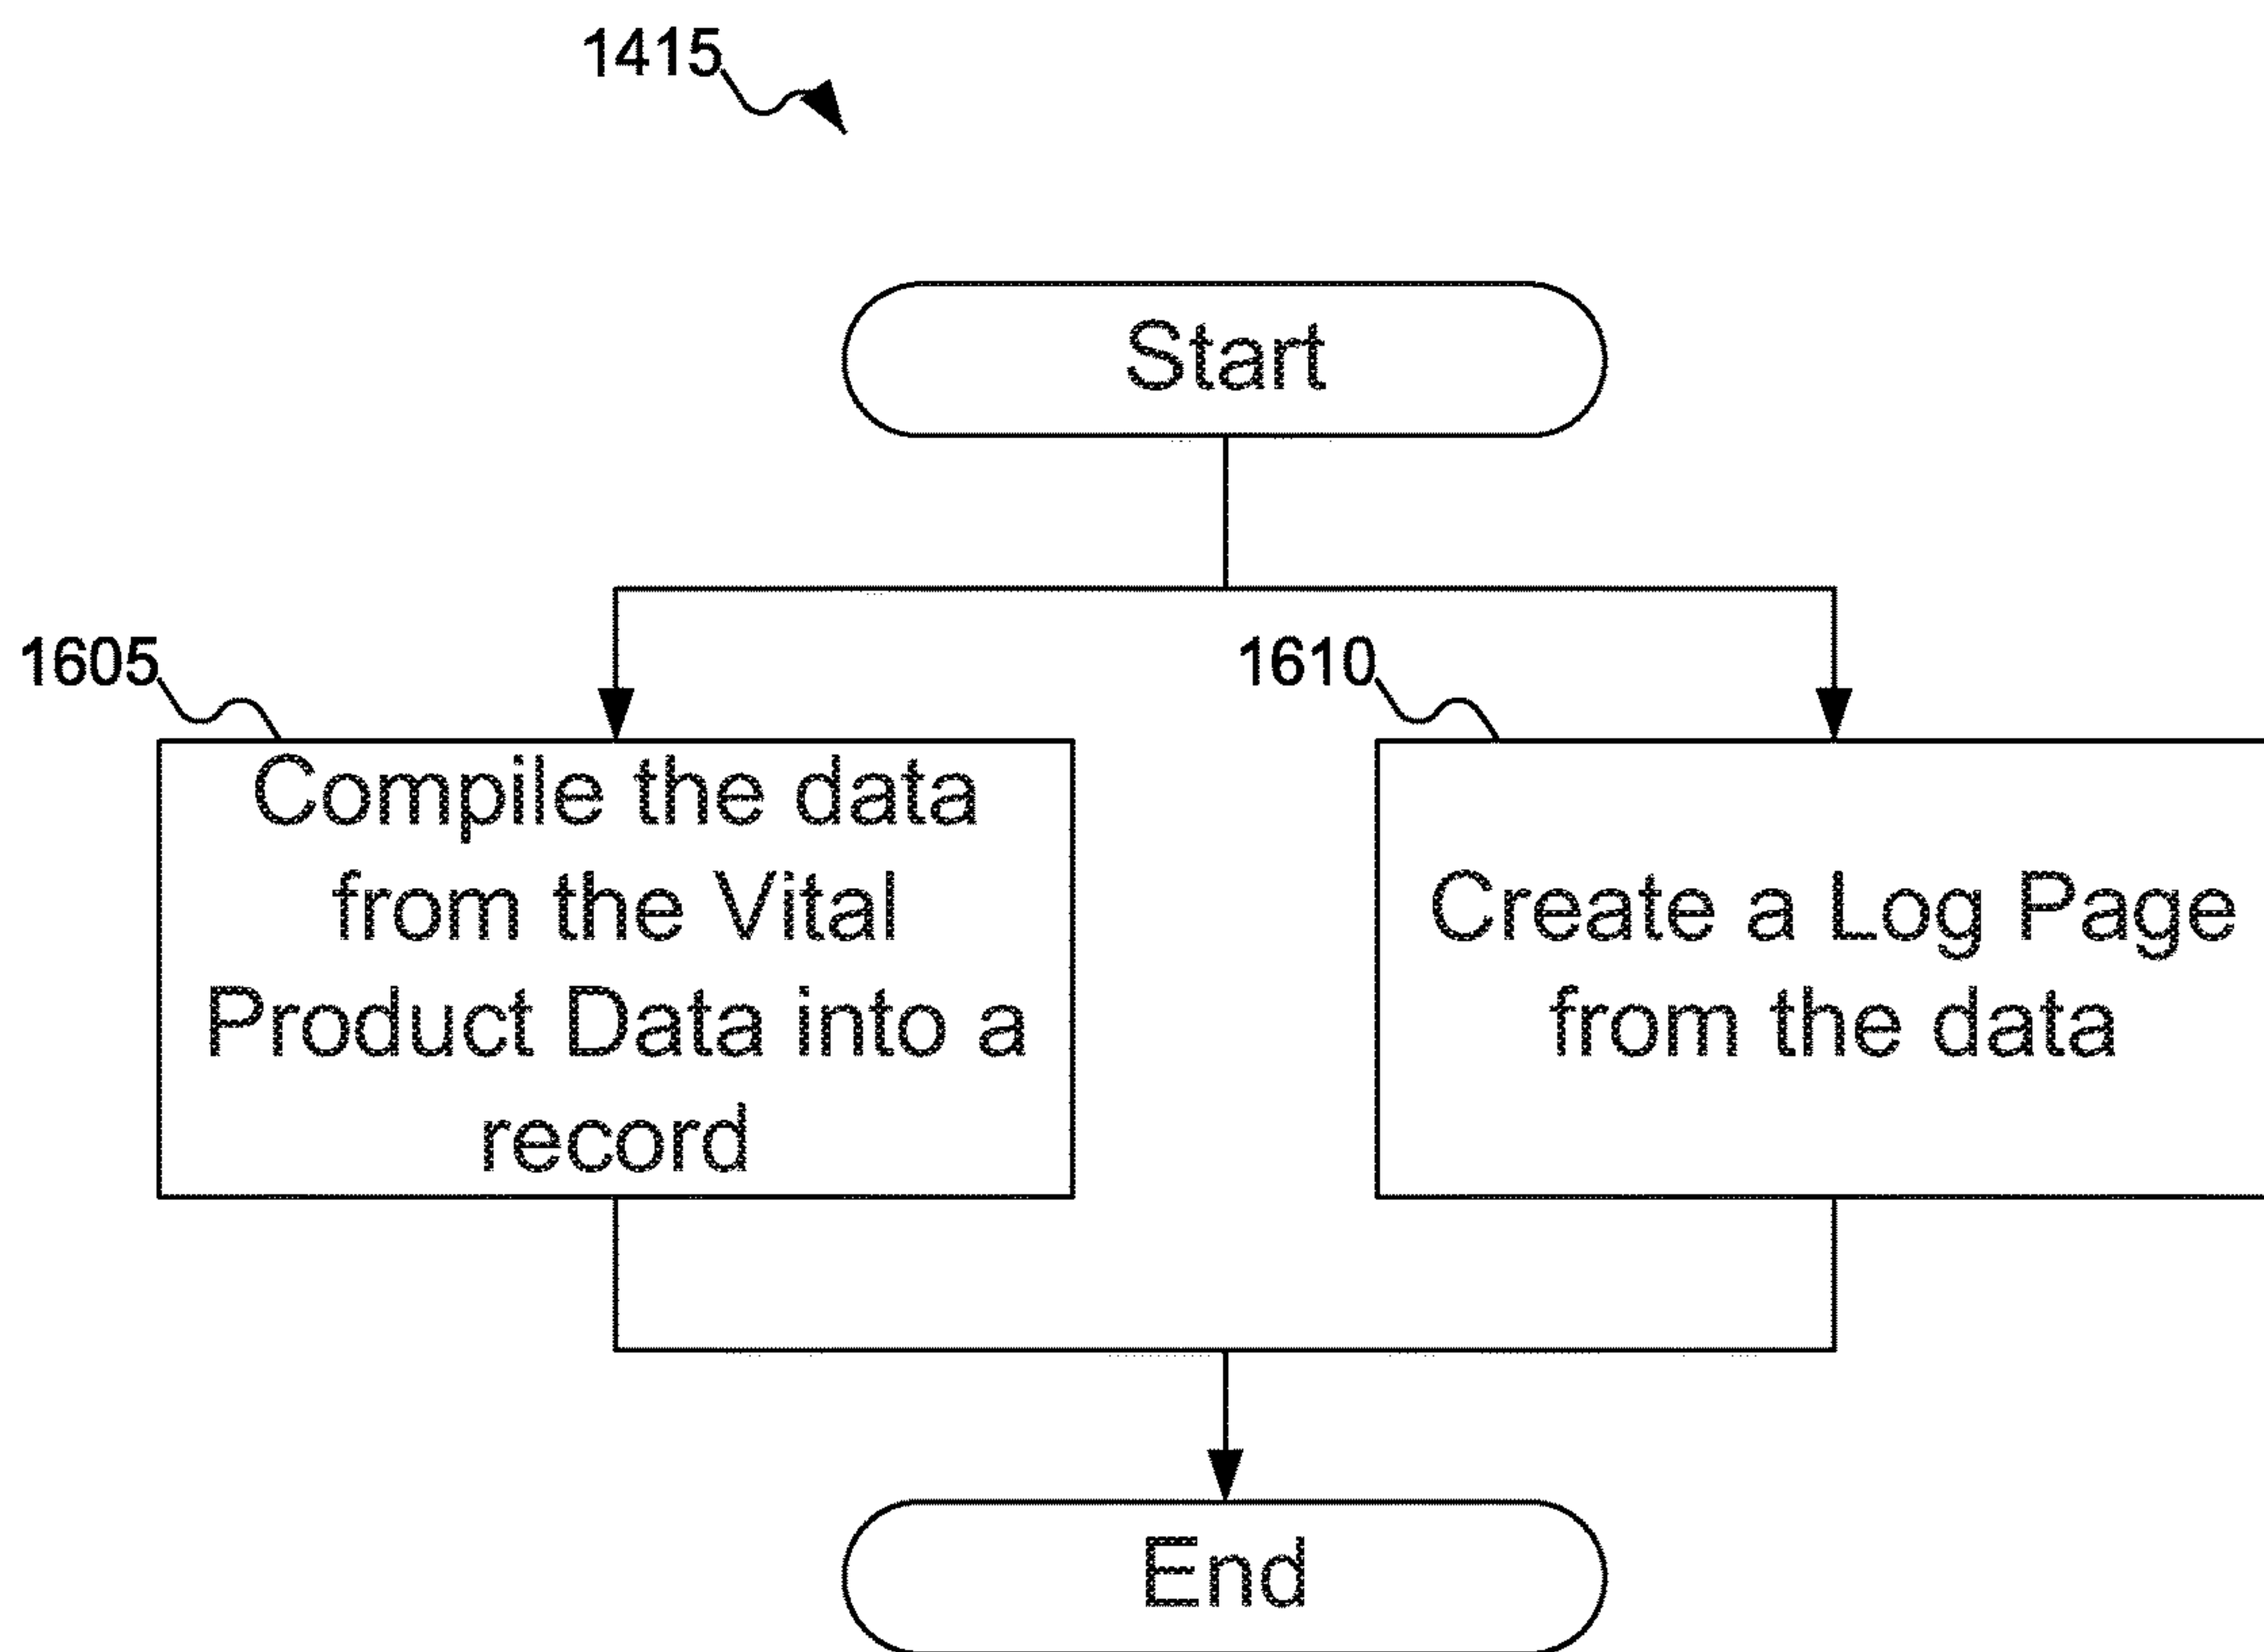 1415
Start
1605
1610
Compile the data
from the Vital
Product Data into a
record
Create a Log Page
from the data
End